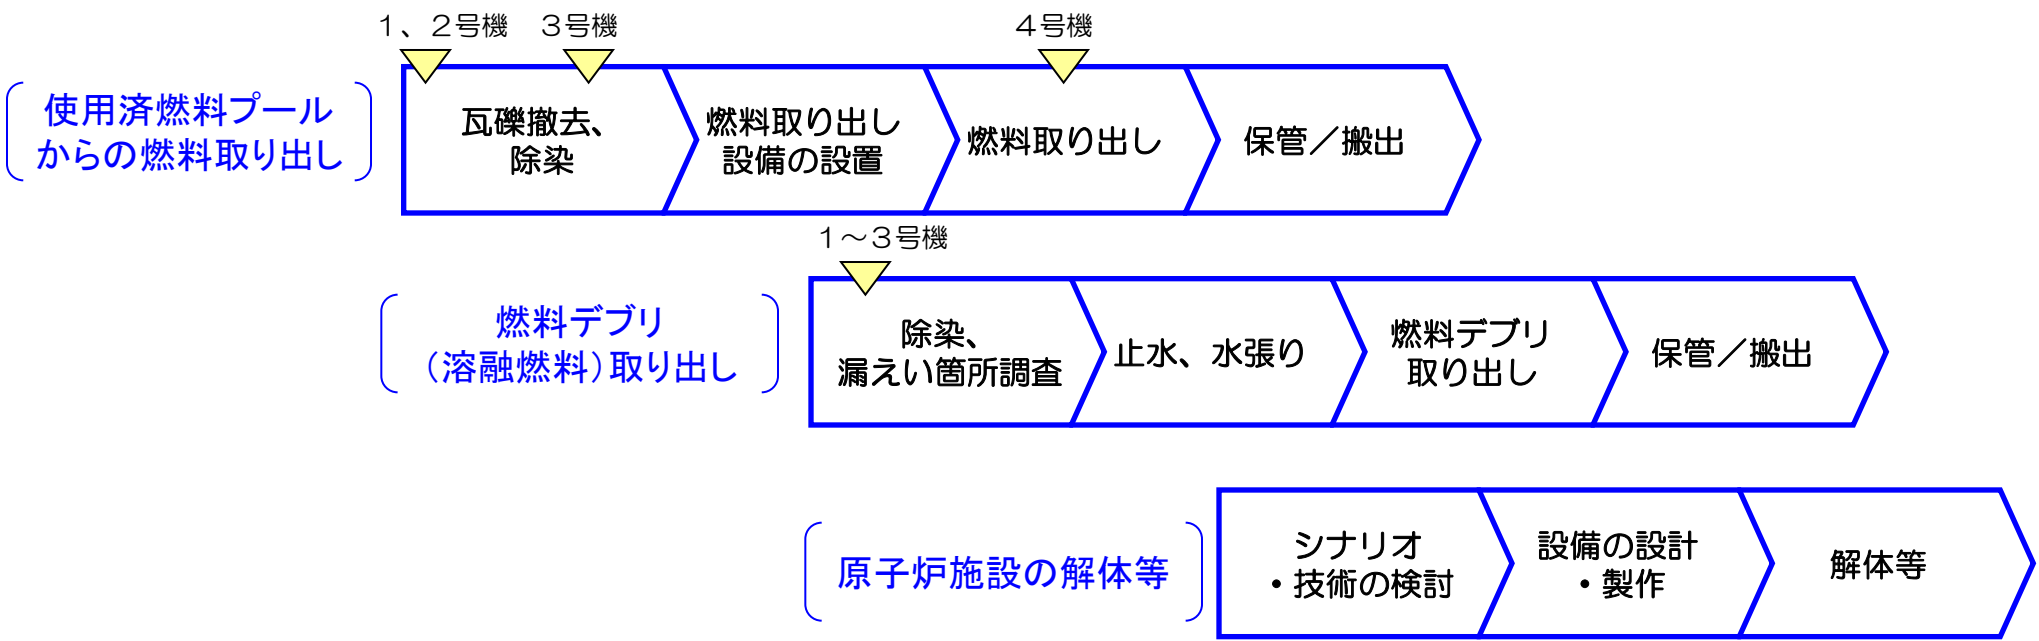 1、2号機
3号機
4号機
使用済燃料プール
からの燃料取り出し
瓦礫撤去、
除染
燃料取り出し
設備の設置
燃料取り出し
保管／搬出
1～3号機
燃料デブリ
（溶融燃料）取り出し
除染、
漏えい箇所調査
止水、水張り
燃料デブリ
取り出し
保管／搬出
原子炉施設の解体等
シナリオ
・技術の検討
設備の設計
・製作
解体等